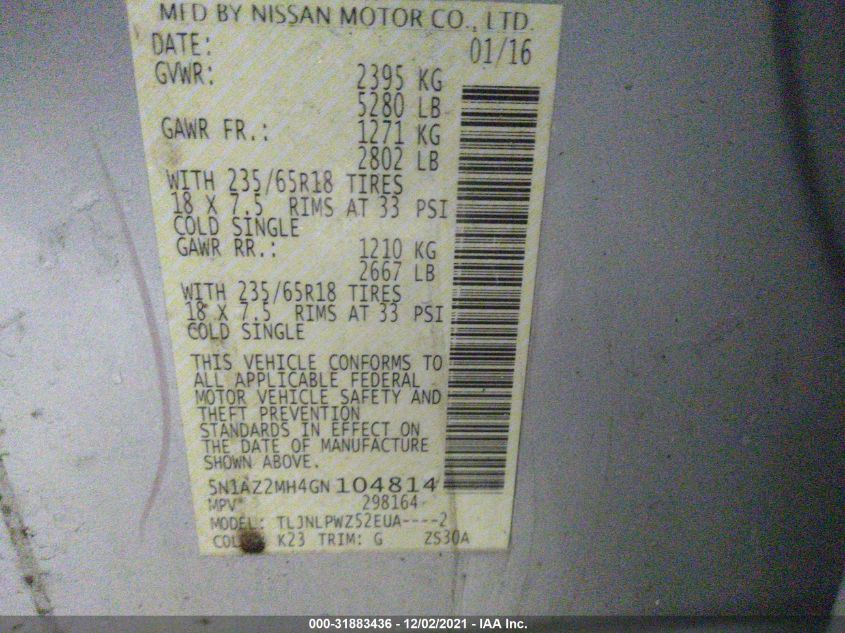 MFD BY NISSAN MOTOR CO., LTD.
DATE: 01/16
GVWR: 2395 KG
5280 LB
GAWR FR.: 1271 KG
2802 LB
WITH 235/65R18 TIRES
18 X 7.5 RIMS AT 33 PSI
COLD SINGLE
GAWR RR.: 1210 KG
2667 LB
WITH 235/65R18 TIRES
18 X 7.5 RIMS AT 33 PSI
COLD SINGLE
THIS VEHICLE CONFORMS TO
ALL APPLICABLE FEDERAL
MOTOR VEHICLE SAFETY AND
THEFT PREVENTION
STANDARDS IN EFFECT ON
THE DATE OF MANUFACTURE
SHOWN ABOVE.
5N1AZ2MH4GN104814
MPV 298164
MODEL: TLJNLPWZ52EUA----2
K23 TRIM: G ZS30A
000-31883436 - 12/02/2021 - IAA Inc.